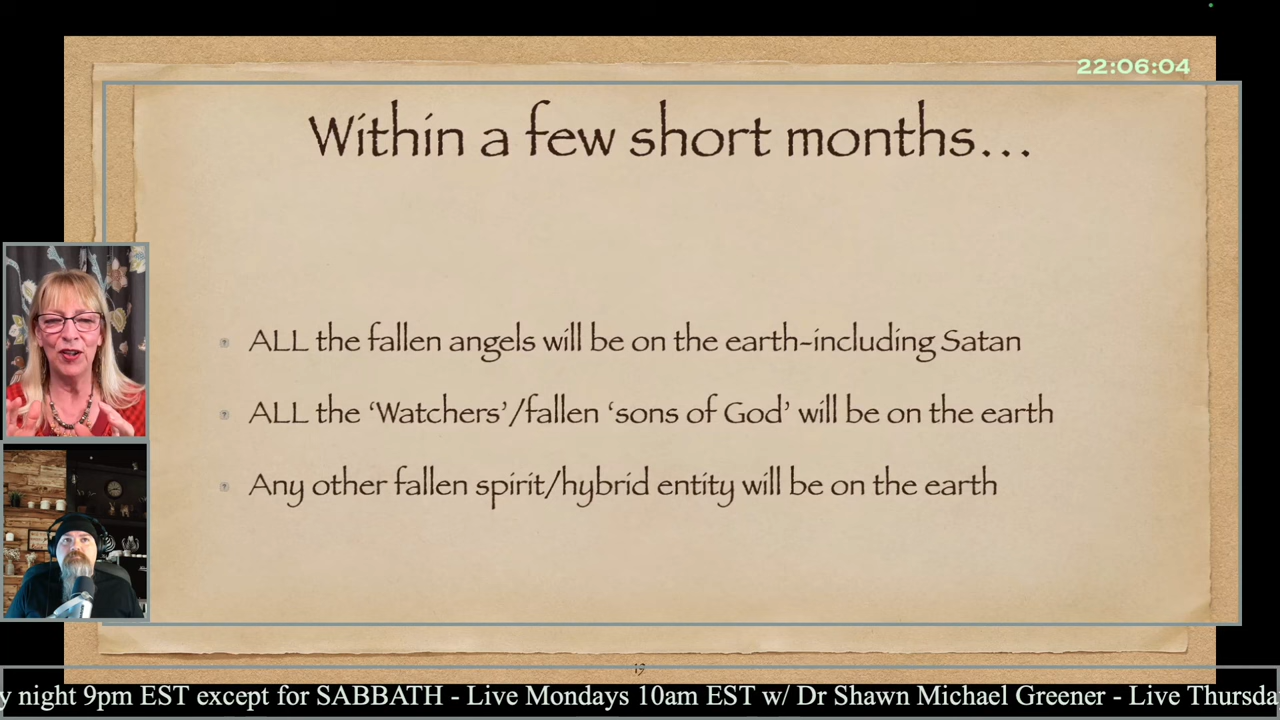 22:06:04
Within a few short months...
ALL the fallen angels will be on the earth-including Satan
ALL the ‘Watchers’/fallen ‘sons of God’ will be on the earth
Any other fallen spirit/hybrid entity will be on the earth
19
y night 9pm EST except for SABBATH - Live Mondays 10am EST w/ Dr Shawn Michael Greener - Live Thursda